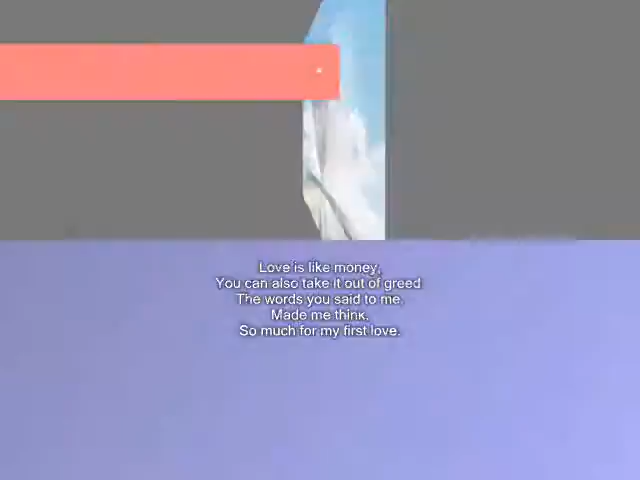 Love is like money,
You can also take it out of greed
The words you said to me,
Made me think.
So much for my first love.